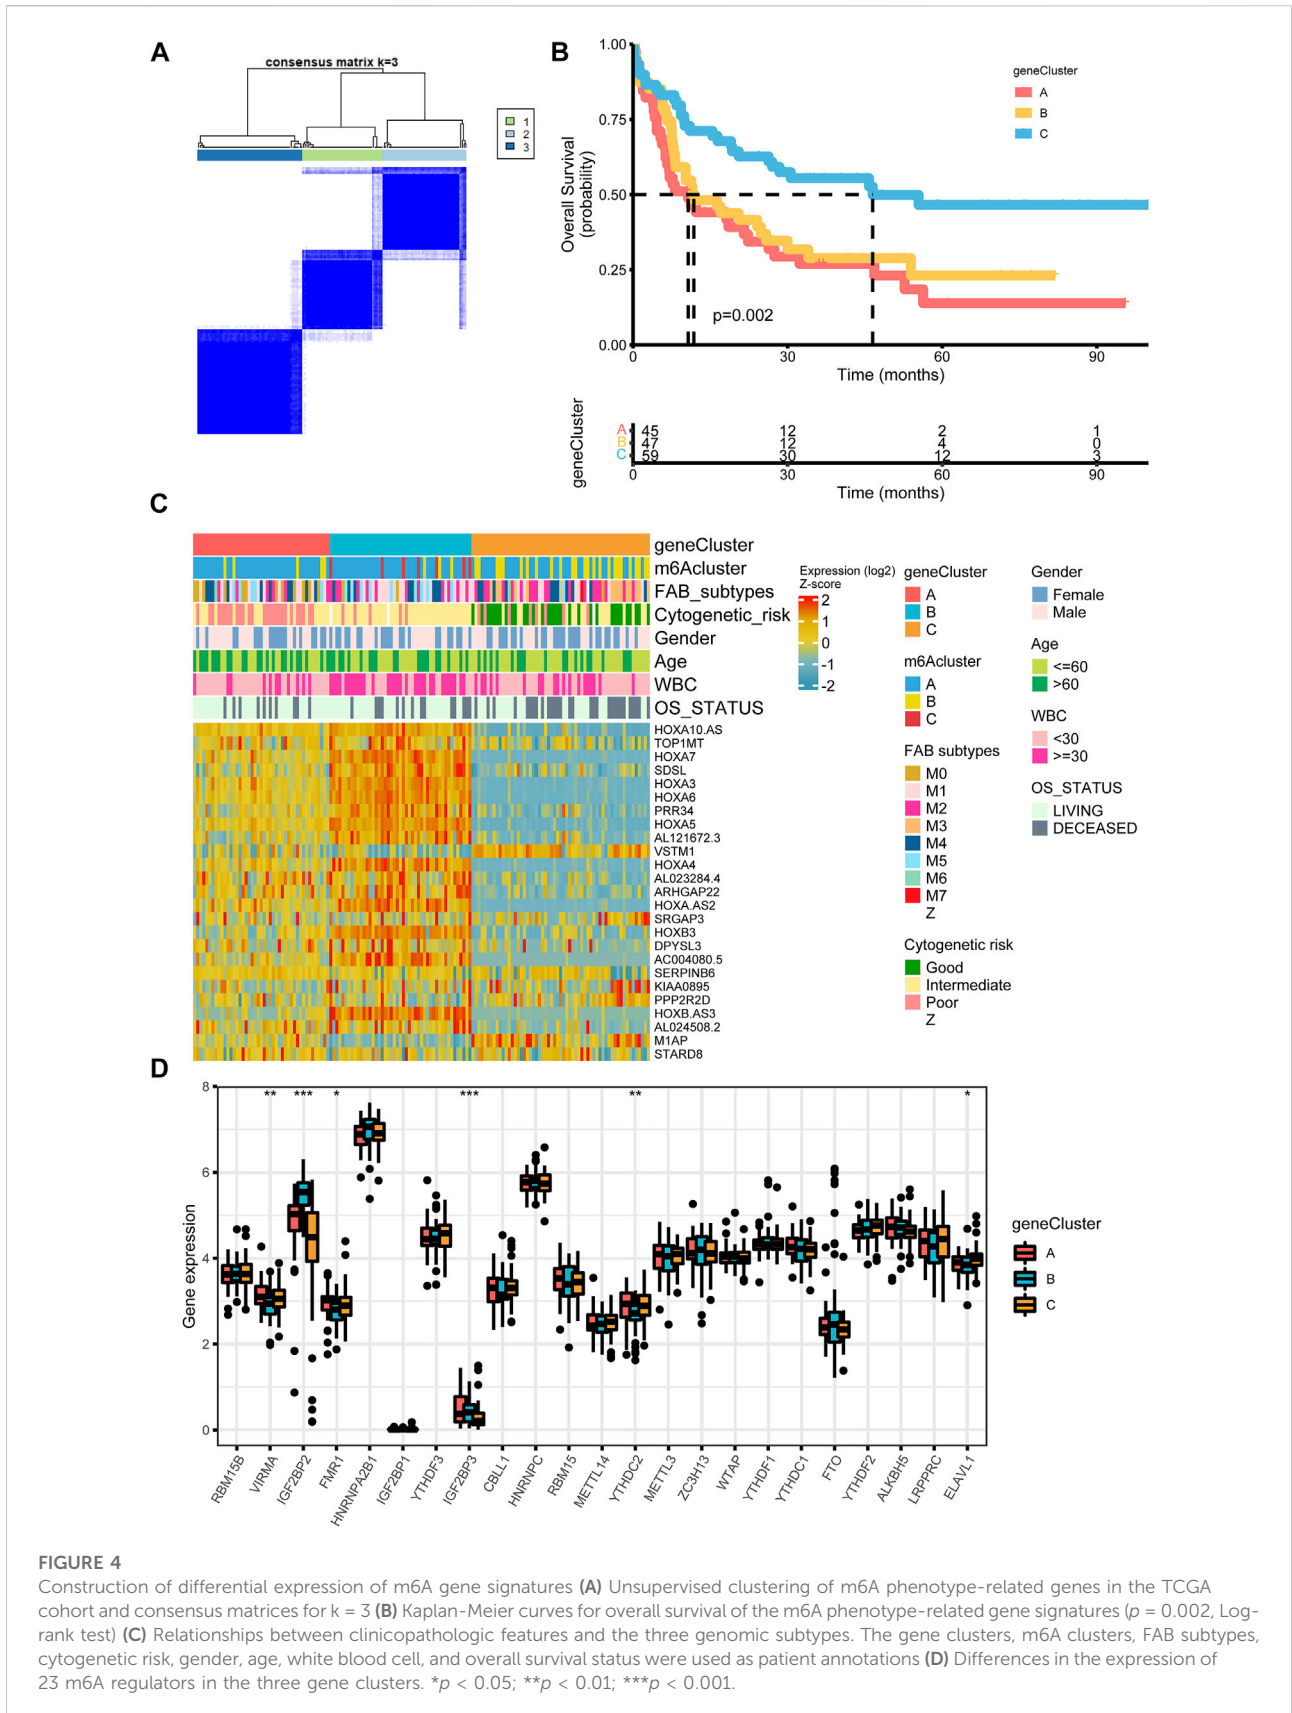 A
consensus matrix k=3
1
2
3
B
Overall Survival
(probability)
1.00
0.75
0.50
0.25
0.00
p=0.002
geneCluster
A
B
C
0 30 60 90
Time (months)
geneCluster
A 45 12 2 1
B 47 12 4 0
C 59 30 12 3
0 30 60 90
Time (months)
C
geneCluster
m6Acluster
FAB_subtypes
Cytogenetic_risk
Gender
Age
WBC
OS_STATUS
HOXA10.AS
TOP1MT
HOXA7
SDSL
HOXA3
HOXA6
PRR34
HOXA5
AL121672.3
VSTM1
HOXA4
AL023284.4
ARHGAP22
HOXA.AS2
SRGAP3
HOXB3
DPYSL3
AC004080.5
SERPINB6
KIAA0895
PPP2R2D
HOXB.AS3
AL024508.2
M1AP
STARD8
Expression (log2)
Z-score
2
1
0
-1
-2
geneCluster
A
B
C
m6Acluster
A
B
C
FAB subtypes
M0
M1
M2
M3
M4
M5
M6
M7
Z
Cytogenetic risk
Good
Intermediate
Poor
Z
Gender
Female
Male
Age
<=60
>60
WBC
<30
>=30
OS_STATUS
LIVING
DECEASED
D
Gene expression
8
6
4
2
0
** *** * *** ** *
RBM15B
VIRMA
IGF2BP2
FMR1
HNRNPA2B1
IGF2BP1
YTHDF3
IGF2BP3
CBLL1
HNRNPC
RBM15
METTL14
YTHDC2
METTL3
ZC3H13
WTAP
YTHDF1
YTHDC1
FTO
YTHDF2
ALKBH5
LRPPRC
ELAVL1
geneCluster
A
B
C
FIGURE 4
Construction of differential expression of m6A gene signatures (A) Unsupervised clustering of m6A phenotype-related genes in the TCGA
cohort and consensus matrices for k = 3 (B) Kaplan-Meier curves for overall survival of the m6A phenotype-related gene signatures (p = 0.002, Log-
rank test) (C) Relationships between clinicopathologic features and the three genomic subtypes. The gene clusters, m6A clusters, FAB subtypes,
cytogenetic risk, gender, age, white blood cell, and overall survival status were used as patient annotations (D) Differences in the expression of
23 m6A regulators in the three gene clusters. *p < 0.05; **p < 0.01; ***p < 0.001.